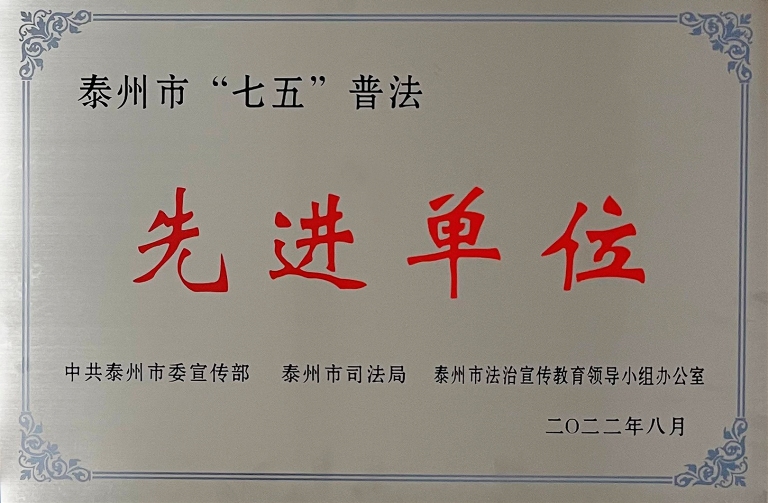 泰州市“七五”普法
先进单位
中共泰州市委宣传部 泰州市司法局 泰州市法治宣传教育领导小组办公室
二〇二二年八月